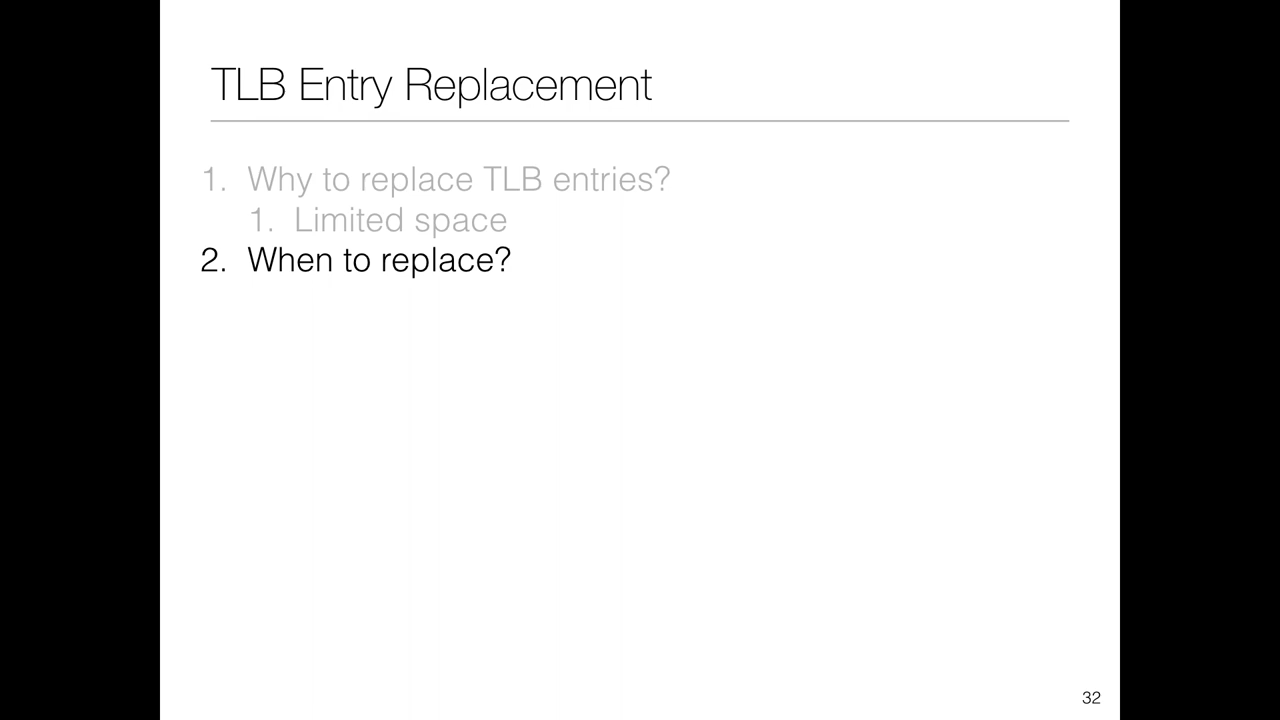 TLB Entry Replacement
1. Why to replace TLB entries?
1. Limited space
2. When to replace?
32